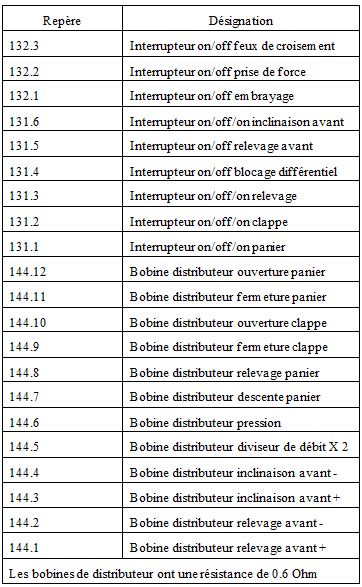 Repère Désignation
132.3 Interrupteur on/off feux de croisement
132.2 Interrupteur on/off prise de force
132.1 Interrupteur on/off embrayage
131.6 Interrupteur on/off/on inclinaison avant
131.5 Interrupteur on/off relevage avant
131.4 Interrupteur on/off blocage différentiel
131.3 Interrupteur on/off/on relevage
131.2 Interrupteur on/off/on clappe
131.1 Interrupteur on/off/on panier
144.12 Bobine distributeur ouverture panier
144.11 Bobine distributeur fermeture panier
144.10 Bobine distributeur ouverture clappe
144.9 Bobine distributeur fermeture clappe
144.8 Bobine distributeur relevage panier
144.7 Bobine distributeur descente panier
144.6 Bobine distributeur pression
144.5 Bobine distributeur diviseur de débit X 2
144.4 Bobine distributeur inclinaison avant -
144.3 Bobine distributeur inclinaison avant +
144.2 Bobine distributeur relevage avant -
144.1 Bobine distributeur relevage avant +
Les bobines de distributeur ont une résistance de 0.6 Ohm